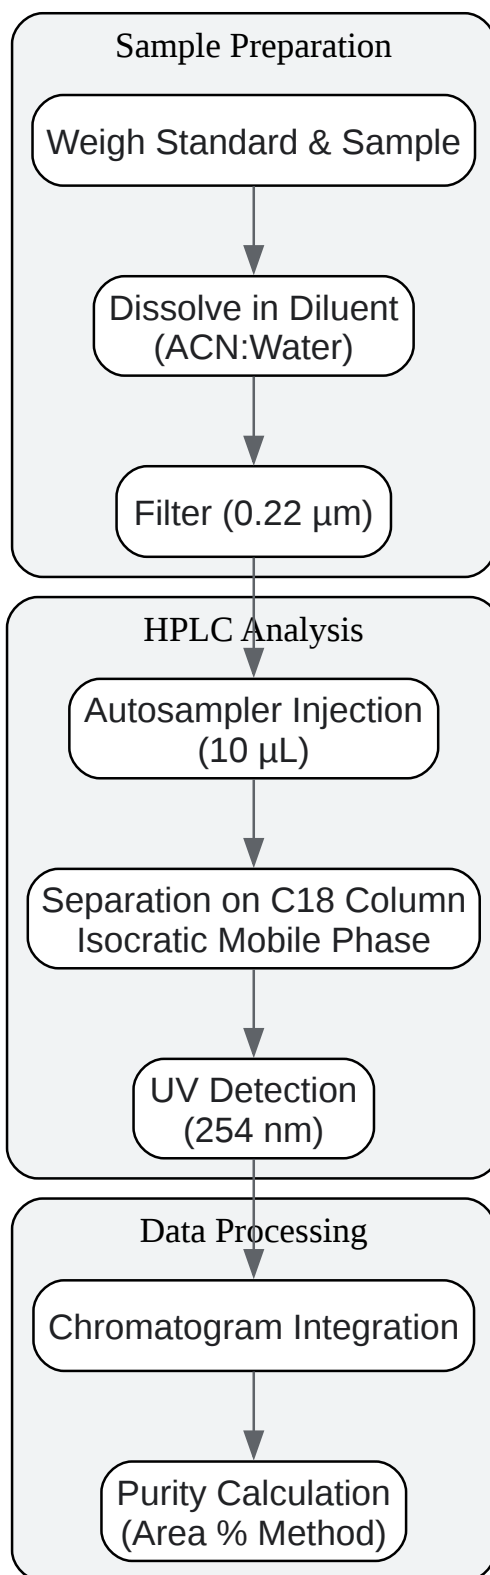 Sample Preparation
Weigh Standard & Sample
Dissolve in Diluent
(ACN:Water)
Filter (0.22 µm)
HPLC Analysis
Autosampler Injection
(10 µL)
Separation on C18 Column
Isocratic Mobile Phase
UV Detection
(254 nm)
Data Processing
Chromatogram Integration
Purity Calculation
(Area % Method)